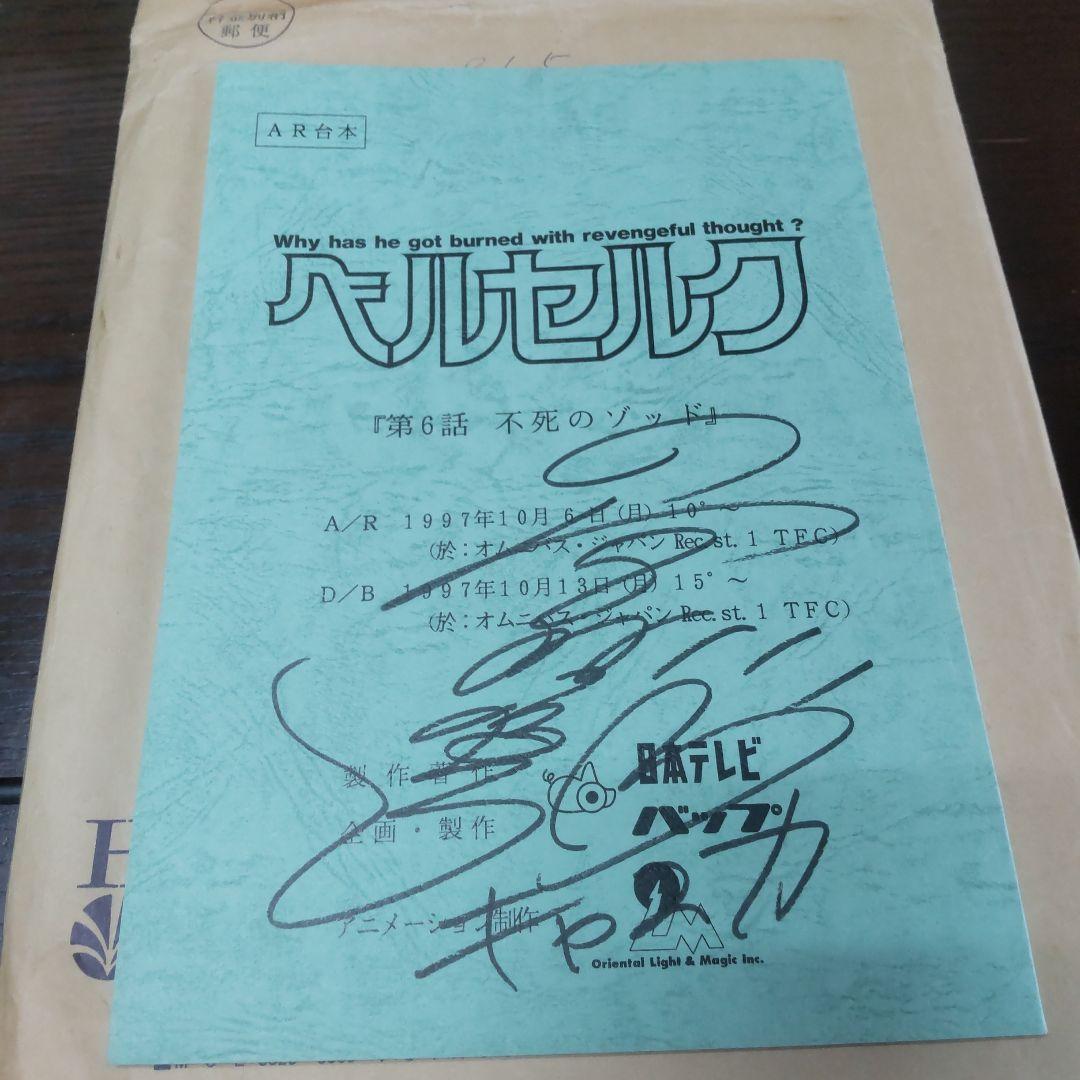 郵便
AR台本
Why has he got burned with revengeful thought ?
ベルセルク
『第6話 不死のゾッド』
A/R 1997年10月6日(月)10°～
(於:オムニバス・ジャパン Rec.st.1 TFC)
D/B 1997年10月13日(月)15°～
(於:オムニバス・ジャパン Rec.st.1 TFC)
製作著作 日本テレビ
企画・製作 バップ
アニメーション制作
Oriental Light & Magic Inc.